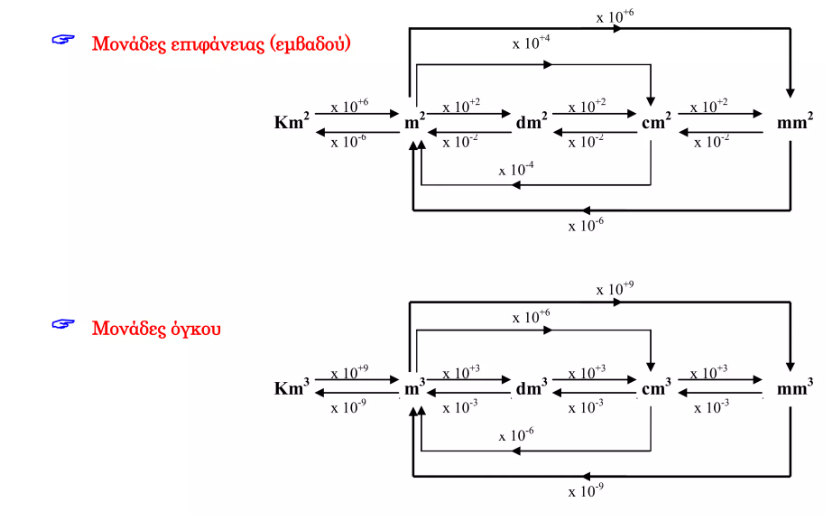 x 10⁺⁶
Μονάδες επιφάνειας (εμβαδού)
x 10⁺⁴
x 10⁺⁶ x 10⁺² x 10⁺² x 10⁺²
Km² m² dm² cm² mm²
x 10⁻⁶ x 10⁻² x 10⁻² x 10⁻²
x 10⁻⁴
x 10⁻⁶
x 10⁺⁹
x 10⁺⁶
Μονάδες όγκου
x 10⁺⁹ x 10⁺³ x 10⁺³ x 10⁺³
Km³ m³ dm³ cm³ mm³
x 10⁻⁹ x 10⁻³ x 10⁻³ x 10⁻³
x 10⁻⁶
x 10⁻⁹